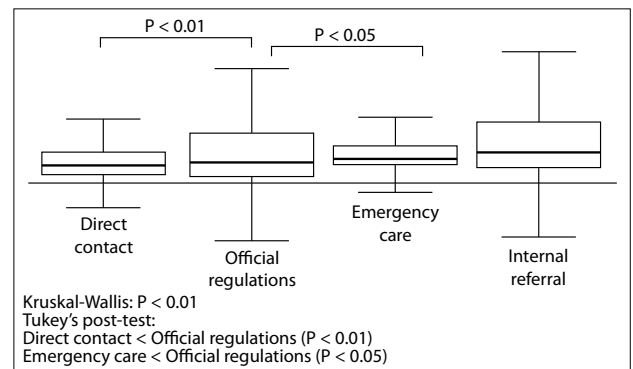 P < 0.01
P < 0.05
Direct
contact
Official
regulations
Emergency
care
Internal
referral
Kruskal-Wallis: P < 0.01
Tukey's post-test:
Direct contact < Official regulations (P < 0.01)
Emergency care < Official regulations (P < 0.05)